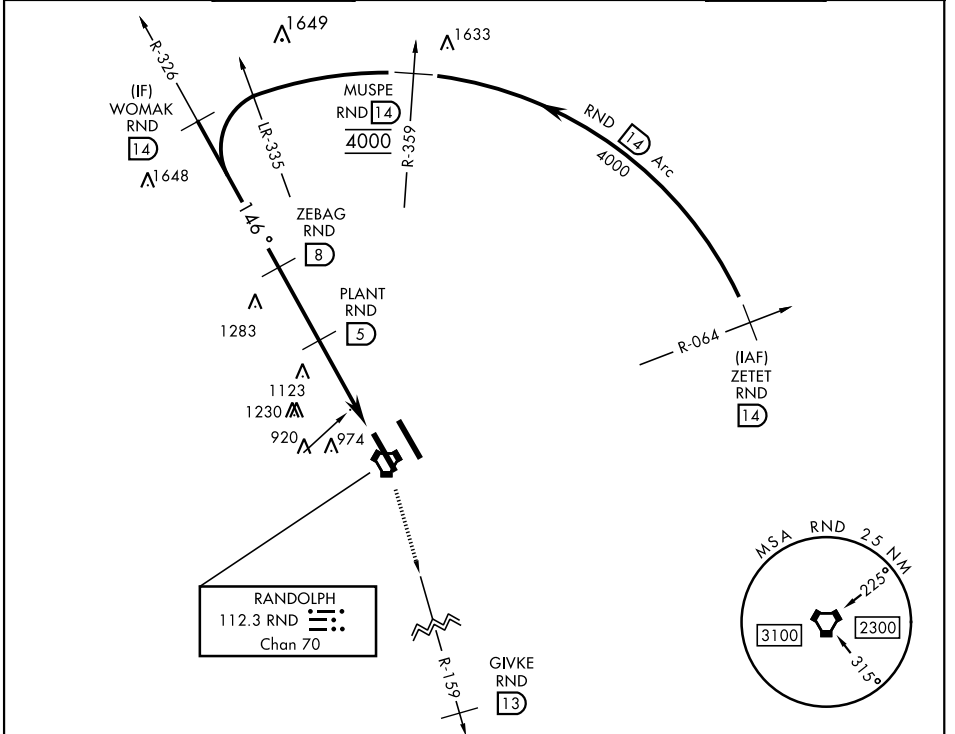 1649
1633
R-326
(IF)
WOMAK
RND
14
1648
LR-335
MUSPE
RND 14
4000
R-359
RND 14 Arc
4000
146°
ZEBAG
RND
8
1283
PLANT
RND
5
R-064
(IAF)
ZETET
RND
14
1123
1230
920
974
RANDOLPH
112.3 RND
Chan 70
R-159
GIVKE
RND
13
MSA RND 25 NM
225°
3100
2300
315°